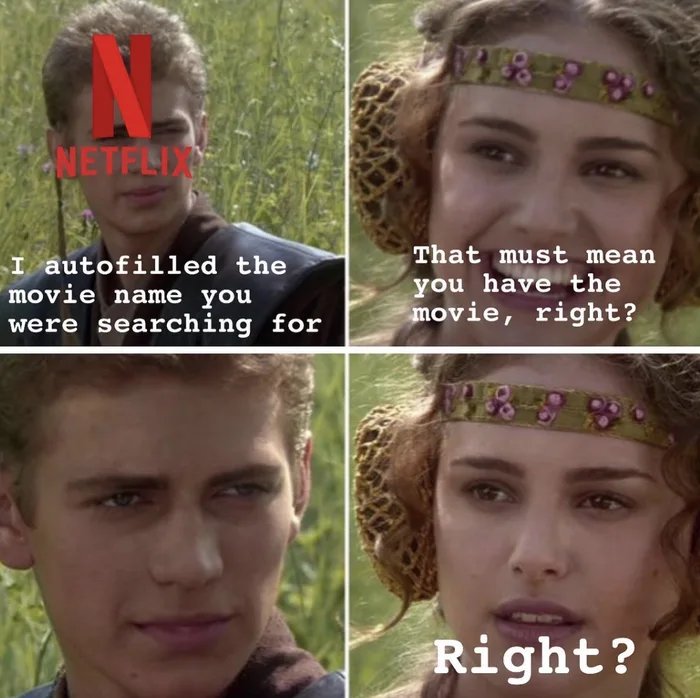 NETFLIX
I autofilled the
movie name you
were searching for
That must mean
you have the
movie, right?
Right?